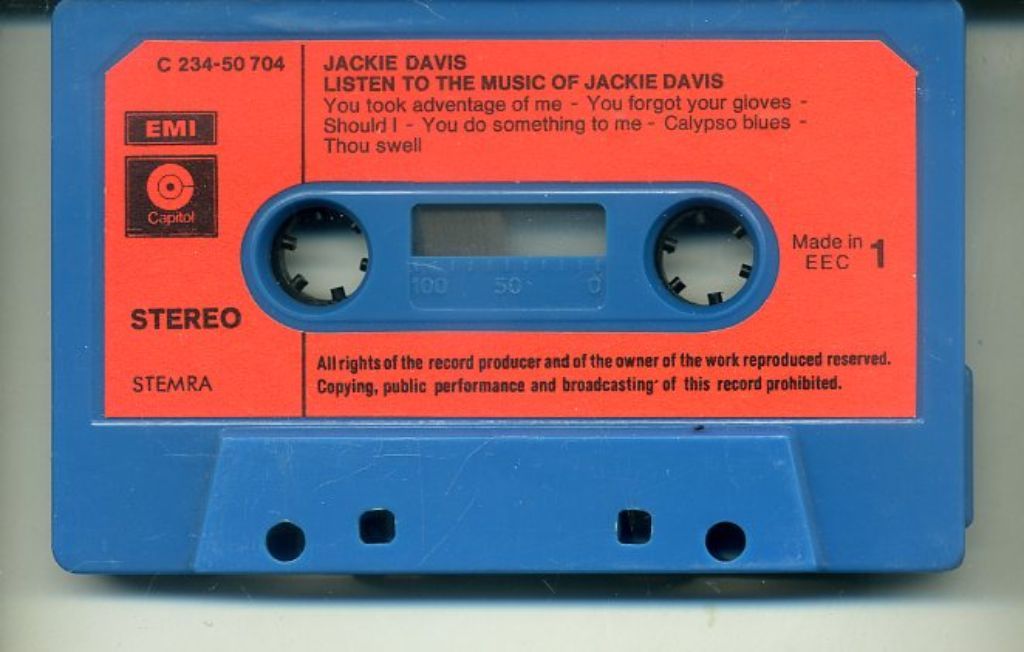 C 234-50 704
EMI
Capitol
STEREO
STEMRA
JACKIE DAVIS
LISTEN TO THE MUSIC OF JACKIE DAVIS
You took adventage of me - You forgot your gloves -
Should I - You do something to me - Calypso blues -
Thou swell
100 50 0
Made in
EEC
1
All rights of the record producer and of the owner of the work reproduced reserved.
Copying, public performance and broadcasting of this record prohibited.